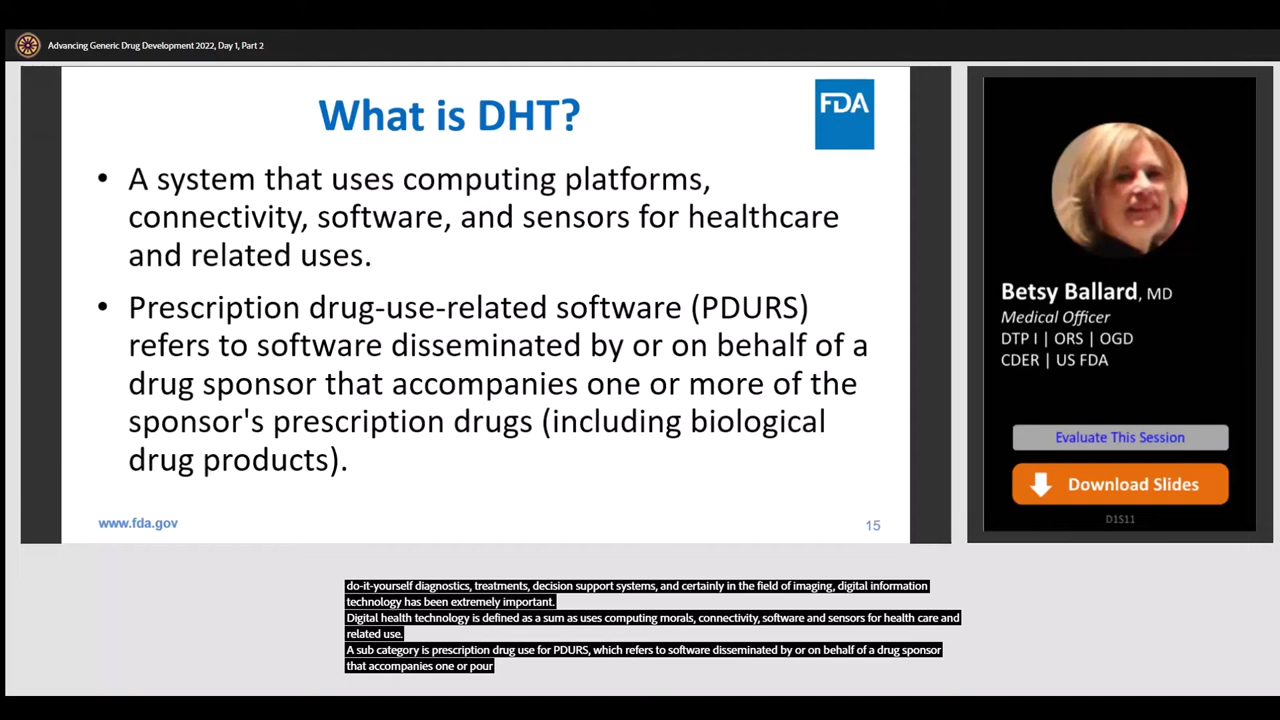 Advancing Generic Drug Development 2022, Day 1, Part 2
What is DHT?
FDA
• A system that uses computing platforms,
connectivity, software, and sensors for healthcare
and related uses.
• Prescription drug-use-related software (PDURS)
refers to software disseminated by or on behalf of a
drug sponsor that accompanies one or more of the
sponsor's prescription drugs (including biological
drug products).
www.fda.gov
15
Betsy Ballard, MD
Medical Officer
DTP I | ORS | OGD
CDER | US FDA
Evaluate This Session
Download Slides
D1S11
do-it-yourself diagnostics, treatments, decision support systems, and certainly in the field of imaging, digital information
technology has been extremely important.
Digital health technology is defined as a sum as uses computing morals, connectivity, software and sensors for health care and
related use.
A sub category is prescription drug use for PDURS, which refers to software disseminated by or on behalf of a drug sponsor
that accompanies one or pour